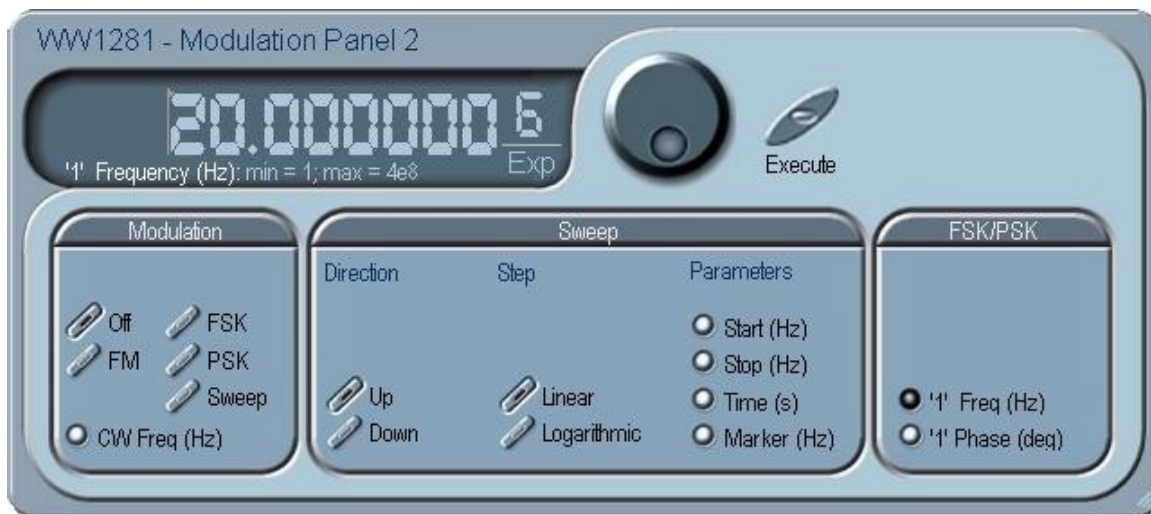 WW1281 - Modulation Panel 2
20.000000 6
Exp
'1' Frequency (Hz): min = 1; max = 4e8
Execute
Modulation
Off
FSK
FM
PSK
Sweep
CW Freq (Hz)
Sweep
Direction
Step
Parameters
Up
Down
Linear
Logarithmic
Start (Hz)
Stop (Hz)
Time (s)
Marker (Hz)
FSK/PSK
'1' Freq (Hz)
'1' Phase (deg)